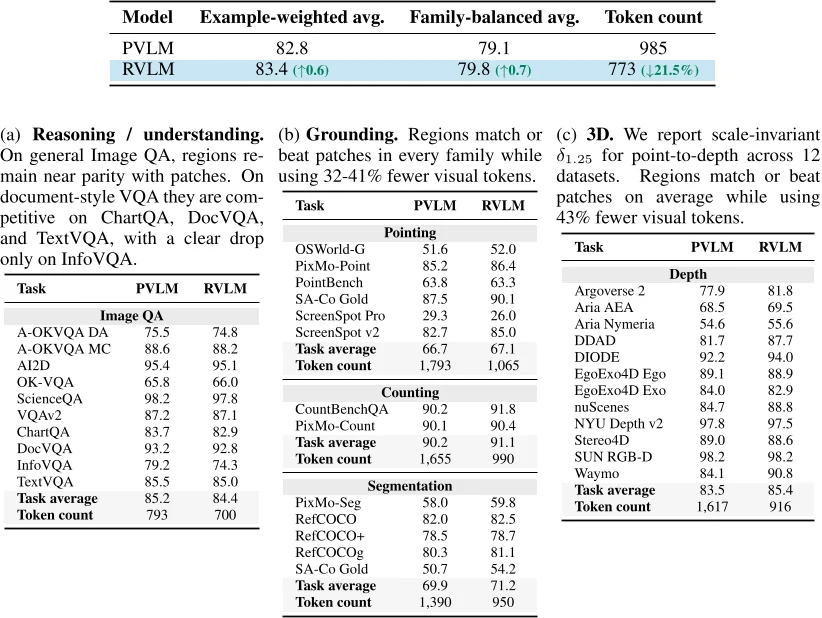 Model Example-weighted avg. Family-balanced avg. Token count
PVLM 82.8 79.1 985
RVLM 83.4 (↑0.6) 79.8 (↑0.7) 773 (↓21.5%)
(a) Reasoning / understanding.
On general Image QA, regions re-
main near parity with patches. On
document-style VQA they are com-
petitive on ChartQA, DocVQA,
and TextVQA, with a clear drop
only on InfoVQA.
Task PVLM RVLM
Image QA
A-OKVQA DA 75.5 74.8
A-OKVQA MC 88.6 88.2
AI2D 95.4 95.1
OK-VQA 65.8 66.0
ScienceQA 98.2 97.8
VQAv2 87.2 87.1
ChartQA 83.7 82.9
DocVQA 93.2 92.8
InfoVQA 79.2 74.3
TextVQA 85.5 85.0
Task average 85.2 84.4
Token count 793 700
(b) Grounding. Regions match or
beat patches in every family while
using 32-41% fewer visual tokens.
Task PVLM RVLM
Pointing
OSWorld-G 51.6 52.0
PixMo-Point 85.2 86.4
PointBench 63.8 63.3
SA-Co Gold 87.5 90.1
ScreenSpot Pro 29.3 26.0
ScreenSpot v2 82.7 85.0
Task average 66.7 67.1
Token count 1,793 1,065
Counting
CountBenchQA 90.2 91.8
PixMo-Count 90.1 90.4
Task average 90.2 91.1
Token count 1,655 990
Segmentation
PixMo-Seg 58.0 59.8
RefCOCO 82.0 82.5
RefCOCO+ 78.5 78.7
RefCOCOg 80.3 81.1
SA-Co Gold 50.7 54.2
Task average 69.9 71.2
Token count 1,390 950
(c) 3D. We report scale-invariant
δ1.25 for point-to-depth across 12
datasets. Regions match or beat
patches on average while using
43% fewer visual tokens.
Task PVLM RVLM
Depth
Argoverse 2 77.9 81.8
Aria AEA 68.5 69.5
Aria Nymeria 54.6 55.6
DDAD 81.7 87.7
DIODE 92.2 94.0
EgoExo4D Ego 89.1 88.9
EgoExo4D Exo 84.0 82.9
nuScenes 84.7 88.8
NYU Depth v2 97.8 97.5
Stereo4D 89.0 88.6
SUN RGB-D 98.2 98.2
Waymo 84.1 90.8
Task average 83.5 85.4
Token count 1,617 916